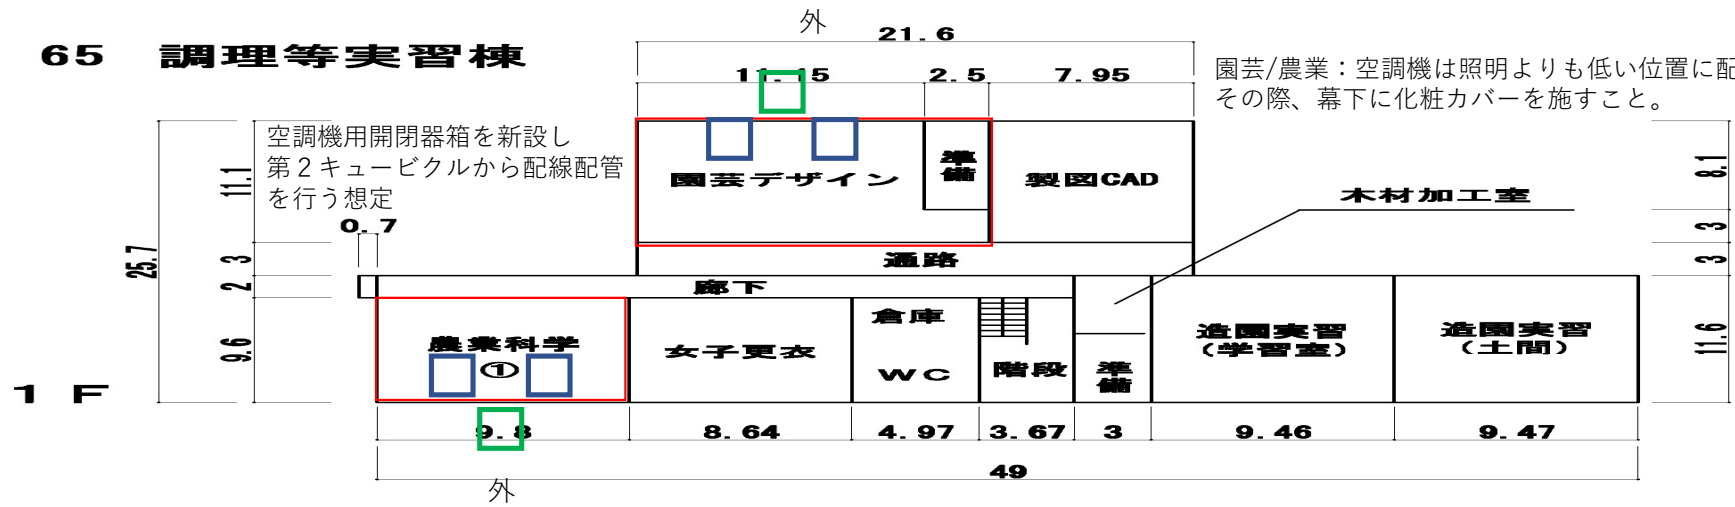 65 調理等実習棟
外
21.6
11.15 2.5 7.95
園芸/農業：空調機は照明よりも低い位置に配
その際、幕下に化粧カバーを施すこと。
空調機用開閉器箱を新設し
第２キュービクルから配線配管
を行う想定
11.1
準備
8.1
園芸デザイン
製図CAD
木材加工室
0.7
25.7
3
3
通路
3
2
廊下
9.6
農業科学
①
女子更衣
倉庫
WC
階段
準備
造園実習
(学習室)
造園実習
(土間)
11.6
1F
9.8 8.64 4.97 3.67 3 9.46 9.47
49
外